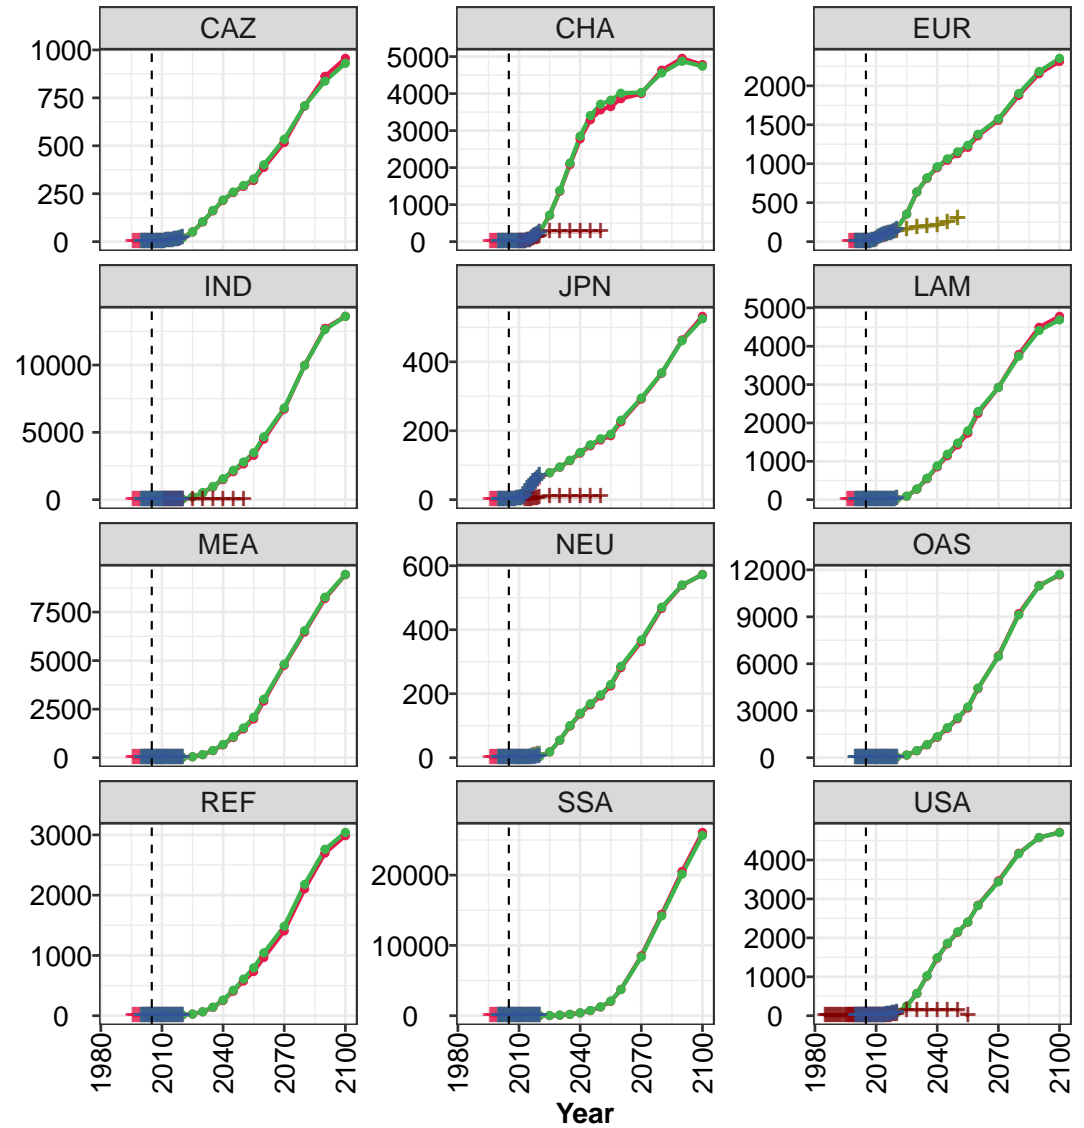 CAZ CHA EUR
1000 5000 2000
750 4000 1500
500 3000 1000
250 2000 500
0 1000 0
0
IND JPN LAM
10000 400 5000
5000 200 4000
0 0 3000
2000
1000
0
MEA NEU OAS
7500 600 12000
5000 400 9000
2500 200 6000
0 0 3000
0
REF SSA USA
3000 20000 4000
2000 10000 3000
1000 0 2000
0 1000
0
1980 2010 2040 2070 2100 1980 2010 2040 2070 2100 1980 2010 2040 2070 2100
Year